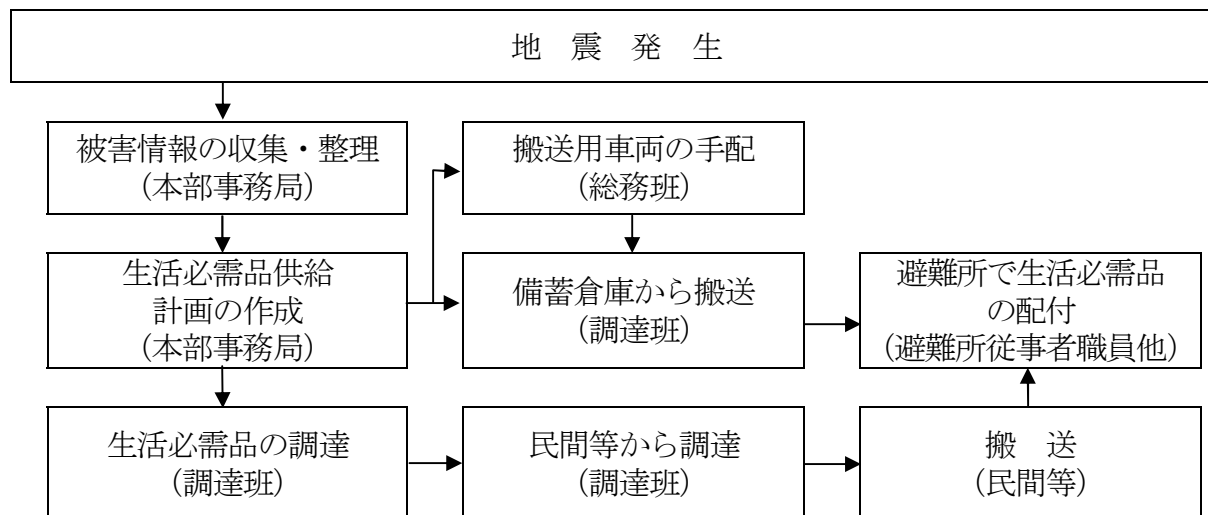 地　震　発　生
被害情報の収集・整理
（本部事務局）
搬送用車両の手配
（総務班）
生活必需品供給
計画の作成
（本部事務局）
備蓄倉庫から搬送
（調達班）
避難所で生活必需品
の配付
（避難所従事者職員他）
生活必需品の調達
（調達班）
民間等から調達
（調達班）
搬　送
（民間等）